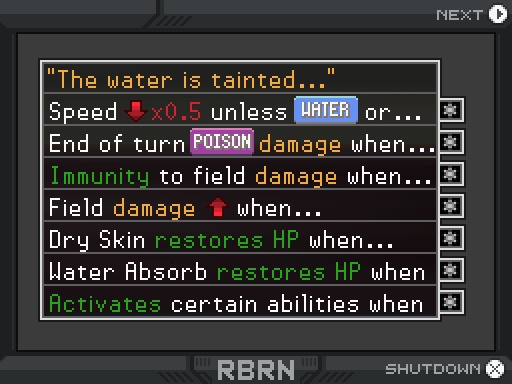 NEXT
"The water is tainted..."
Speed x0.5 unless WATER or...
End of turn POISON damage when...
Immunity to field damage when...
Field damage when...
Dry Skin restores HP when...
Water Absorb restores HP when
Activates certain abilities when
RBRN
SHUTDOWN